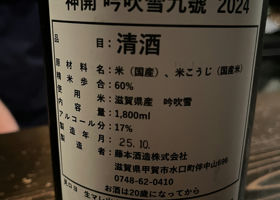 神開 吟吹雪九號 2024
品目:清酒
原材料名:米(国産)、米こうじ(国産米)
精米歩合:60%
使用米:滋賀県産 吟吹雪
内容量:1,800ml
アルコール分:17%
製造年月:25.10.
製造者:藤本酒造株式会社
滋賀県甲賀市水口町伴中山696
0748-62-0410
お酒は20歳になってから